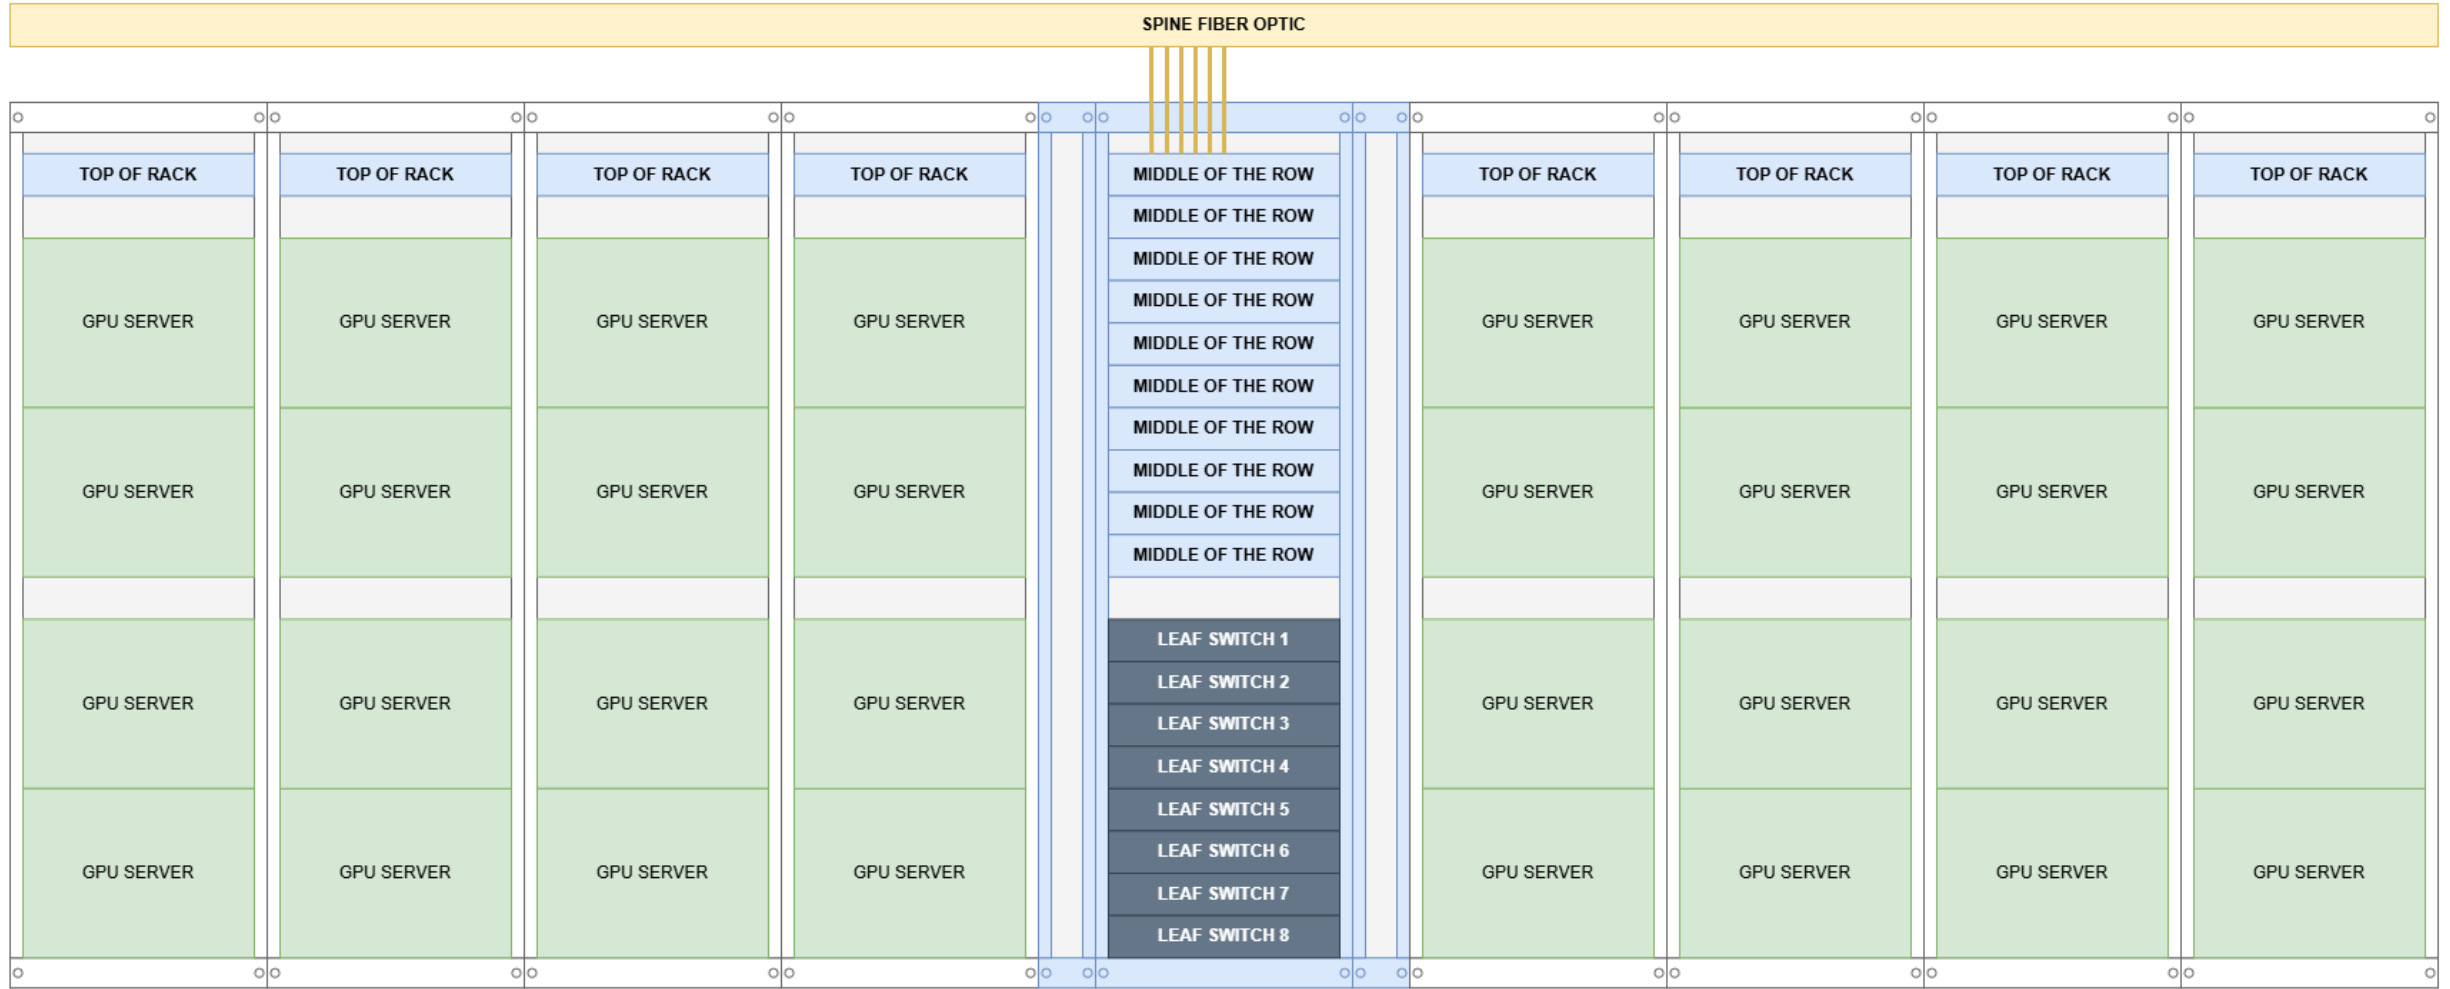 SPINE FIBER OPTIC
TOP OF RACK
TOP OF RACK
TOP OF RACK
TOP OF RACK
MIDDLE OF THE ROW
TOP OF RACK
TOP OF RACK
TOP OF RACK
TOP OF RACK
MIDDLE OF THE ROW
MIDDLE OF THE ROW
MIDDLE OF THE ROW
GPU SERVER
GPU SERVER
GPU SERVER
GPU SERVER
GPU SERVER
GPU SERVER
GPU SERVER
GPU SERVER
MIDDLE OF THE ROW
MIDDLE OF THE ROW
MIDDLE OF THE ROW
MIDDLE OF THE ROW
GPU SERVER
GPU SERVER
GPU SERVER
GPU SERVER
GPU SERVER
GPU SERVER
GPU SERVER
GPU SERVER
MIDDLE OF THE ROW
MIDDLE OF THE ROW
LEAF SWITCH 1
LEAF SWITCH 2
GPU SERVER
GPU SERVER
GPU SERVER
GPU SERVER
GPU SERVER
GPU SERVER
GPU SERVER
GPU SERVER
LEAF SWITCH 3
LEAF SWITCH 4
LEAF SWITCH 5
LEAF SWITCH 6
GPU SERVER
GPU SERVER
GPU SERVER
GPU SERVER
GPU SERVER
GPU SERVER
GPU SERVER
GPU SERVER
LEAF SWITCH 7
LEAF SWITCH 8